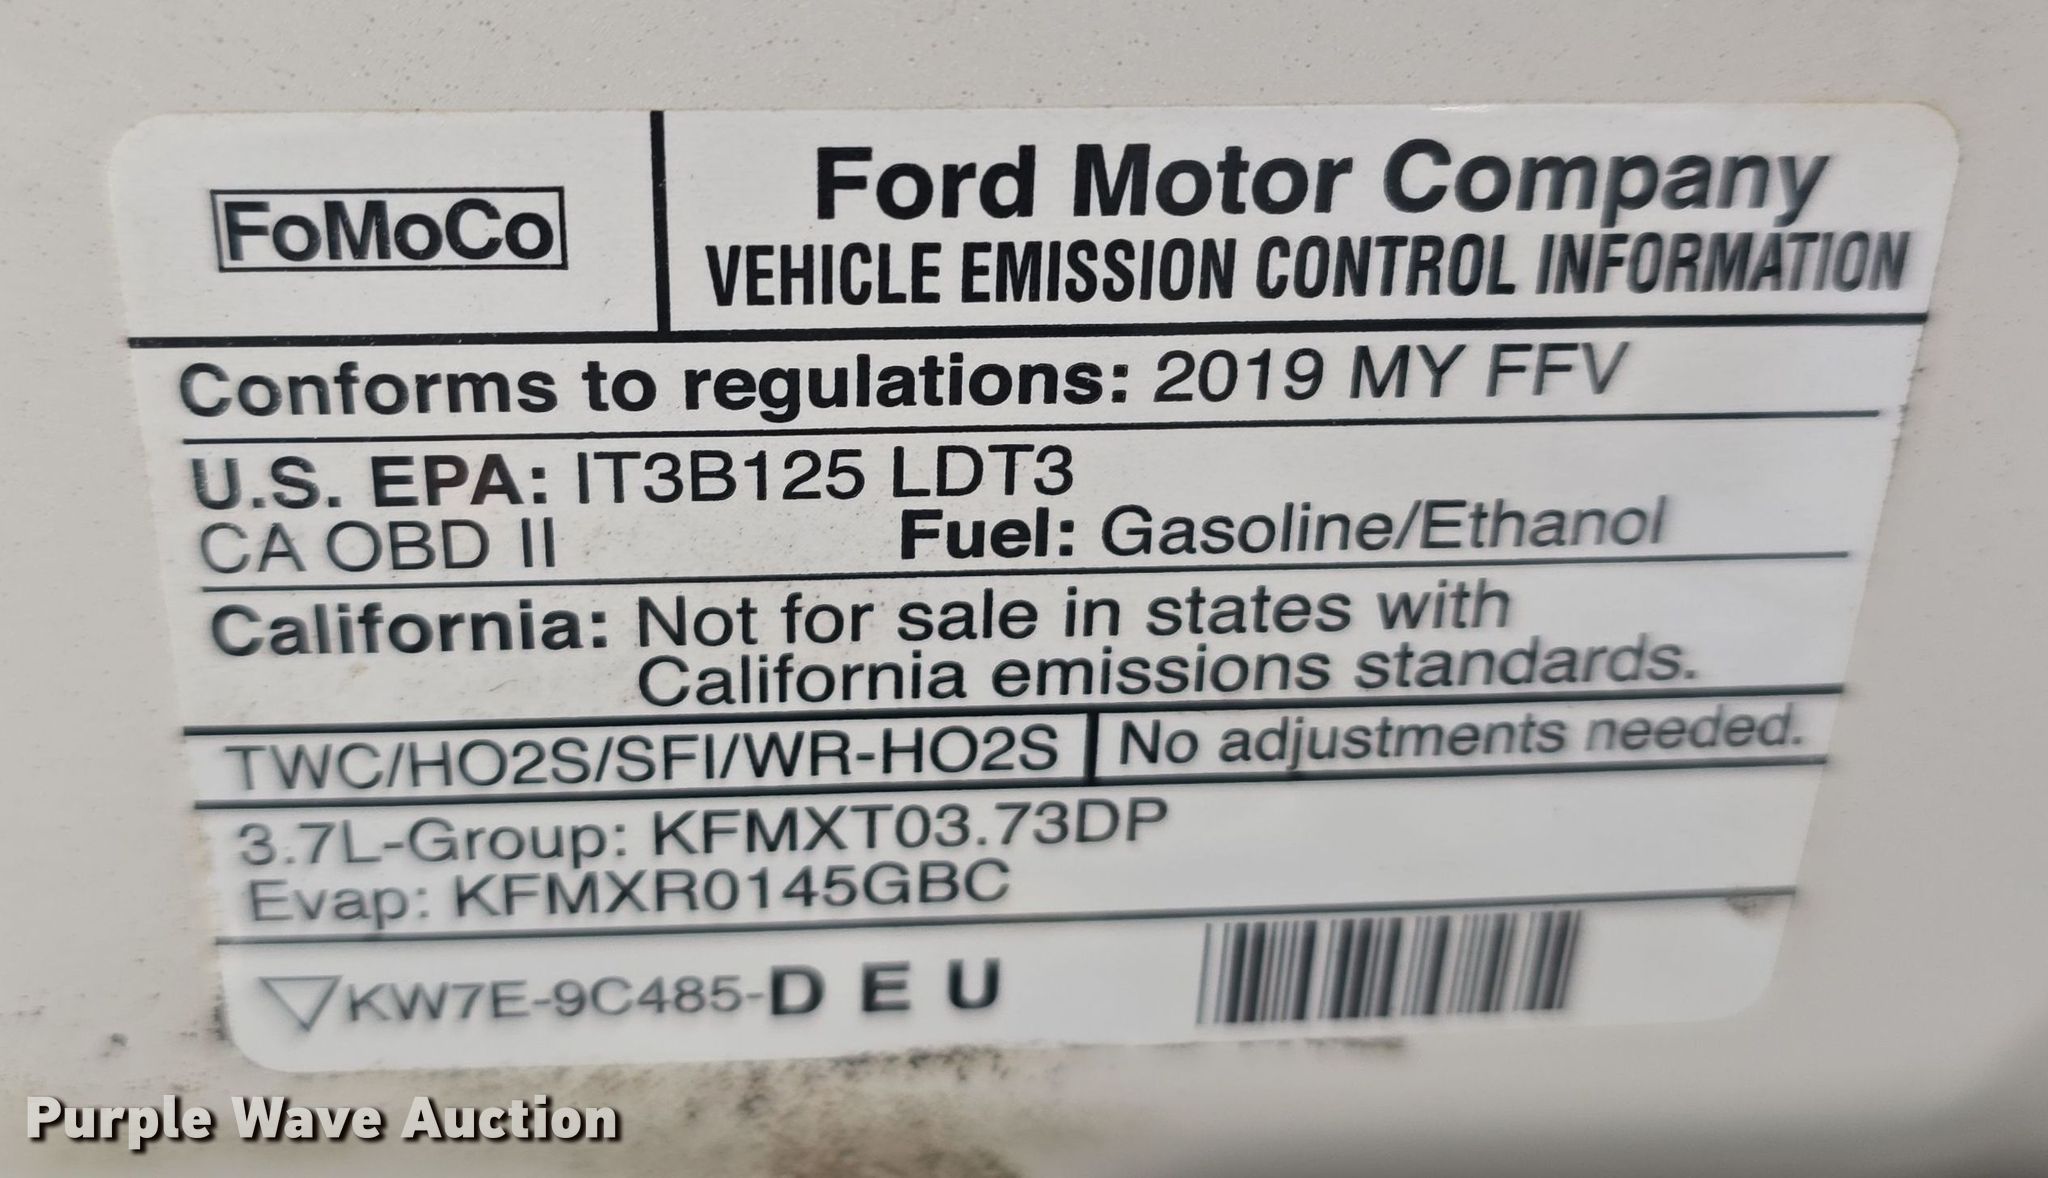 FoMoCo
Ford Motor Company
VEHICLE EMISSION CONTROL INFORMATION
Conforms to regulations: 2019 MY FFV
U.S. EPA: IT3B125 LDT3
CA OBD II Fuel: Gasoline/Ethanol
California: Not for sale in states with
California emissions standards.
TWC/HO2S/SFI/WR-HO2S No adjustments needed.
3.7L-Group: KFMXT03.73DP
Evap: KFMXR0145GBC
KW7E-9C485-D E U
Purple Wave Auction